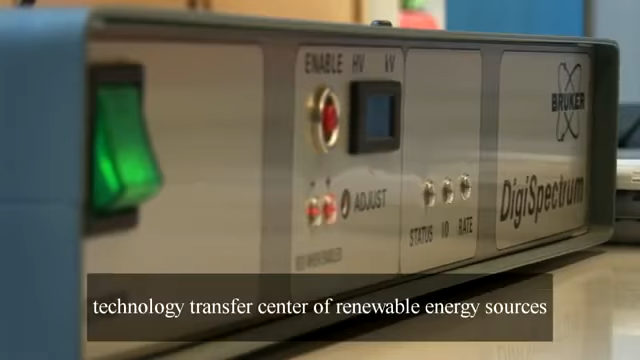 ENABLE HV kV
BRUKER
ADJUST
DigiSpectrum
STATUS IO RATE
technology transfer center of renewable energy sources